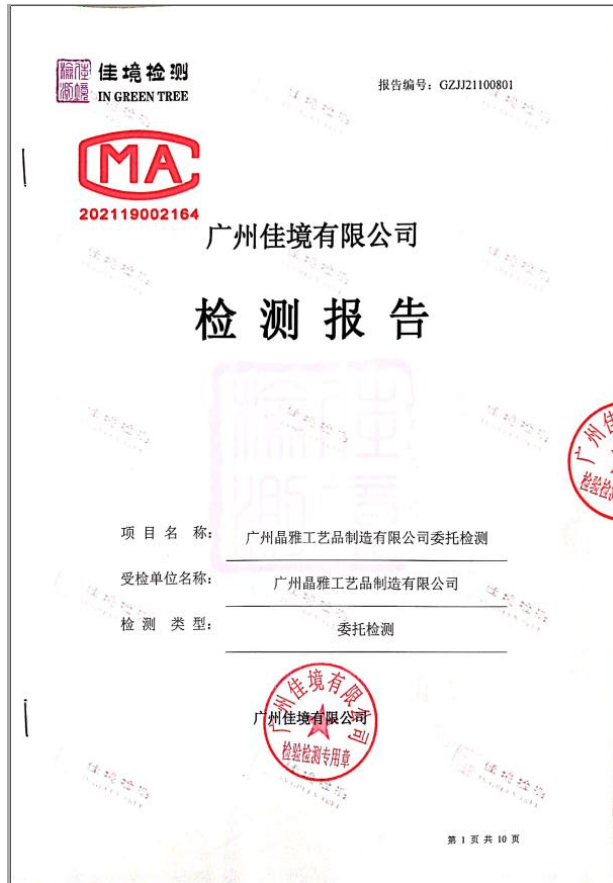 佳境检测
IN GREEN TREE
报告编号：GZJJ21100801
MA
202119002164
广州佳境有限公司
检测报告
项目名称：
广州晶雅工艺品制造有限公司委托检测
受检单位名称：
广州晶雅工艺品制造有限公司
检测类型：
委托检测
广州佳境有限公司
广州佳境有限公司
检验检测专用章
第 1 页 共 10 页